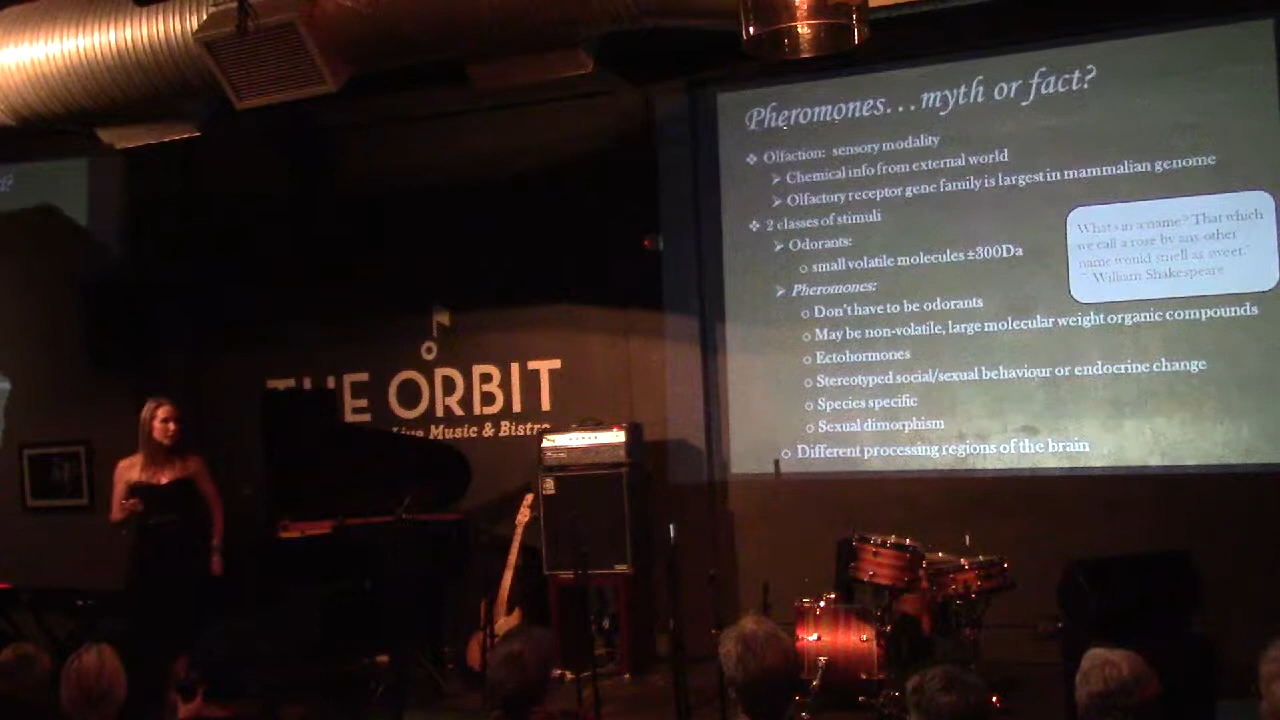 Pheromones...myth or fact?
❖ Olfaction: sensory modality
➤ Chemical info from external world
➤ Olfactory receptor gene family is largest in mammalian genome
❖ 2 classes of stimuli
➤ Odorants:
o small volatile molecules ±300Da
➤ Pheromones:
o Don't have to be odorants
o May be non-volatile, large molecular weight organic compounds
o Ectohormones
o Stereotyped social/sexual behaviour or endocrine change
o Species specific
o Sexual dimorphism
o Different processing regions of the brain
Whats in a name? That which
we call a rose by any other
name would smell as sweet."
~ William Shakespeare
THE ORBIT
Live Music & Bistro